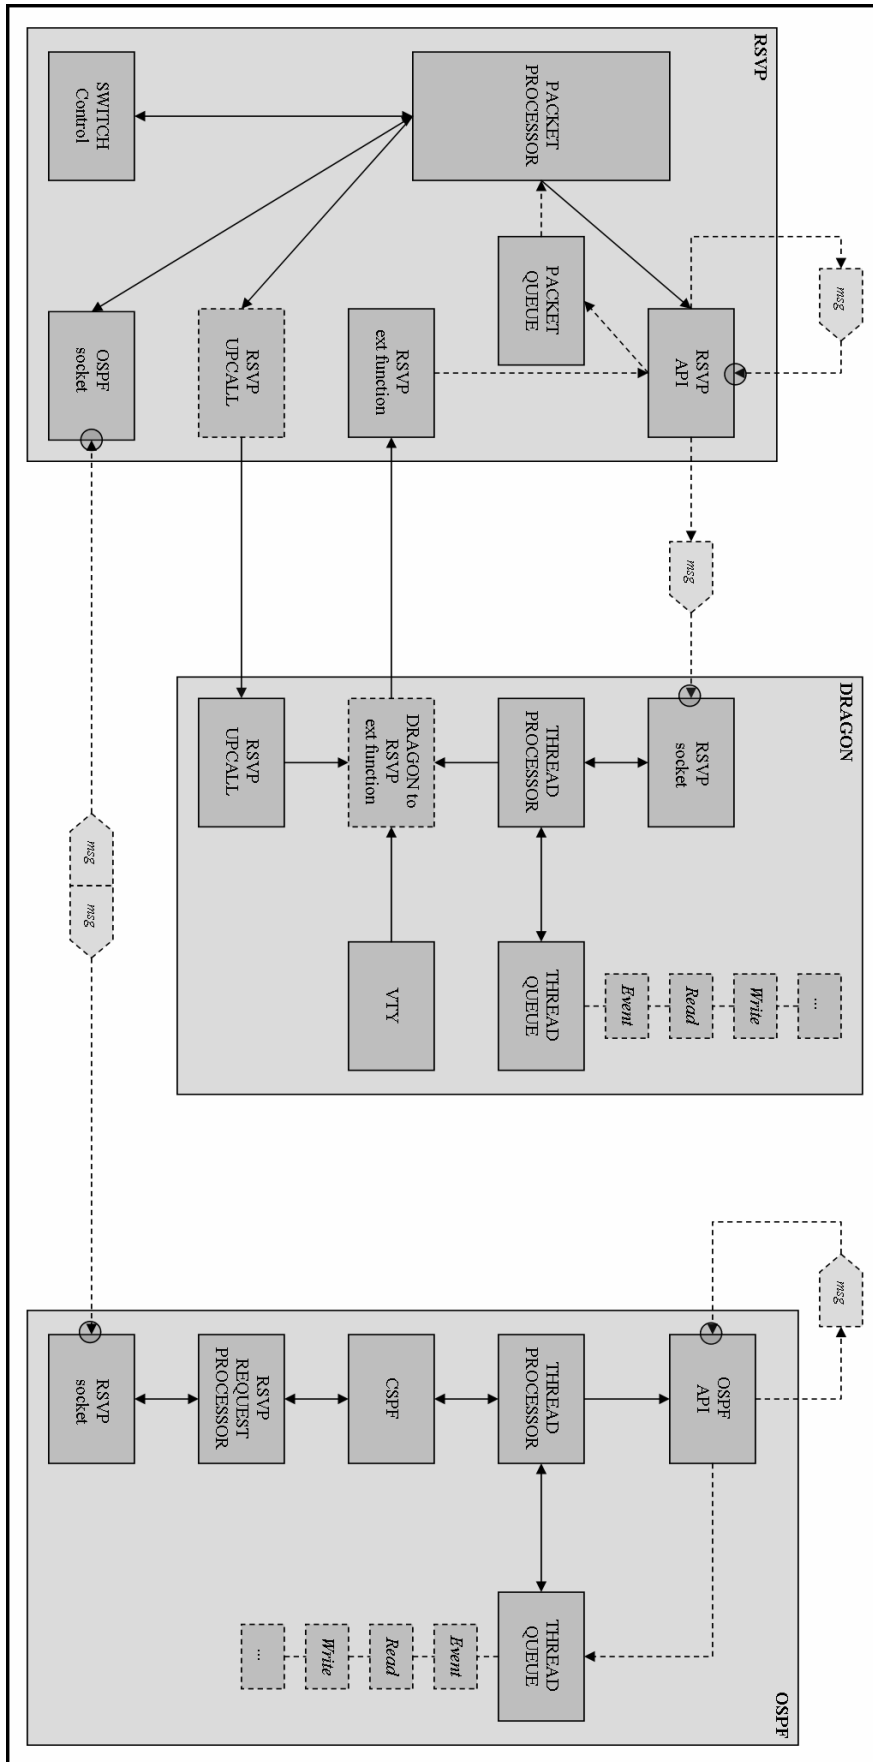 RSVP
msg
PACKET
PROCESSOR
RSVP
API
PACKET
QUEUE
RSVP
ext function
SWITCH
Control
RSVP
UPCALL
OSPF
socket
msg
msg
msg
DRAGON
RSVP
socket
THREAD
PROCESSOR
DRAGON to
RSVP
ext function
RSVP
UPCALL
...
Write
Read
Event
THREAD
QUEUE
VTY
OSPF
msg
OSPF
API
THREAD
PROCESSOR
CSPF
RSVP
REQUEST
PROCESSOR
RSVP
socket
THREAD
QUEUE
Event
Read
Write
...